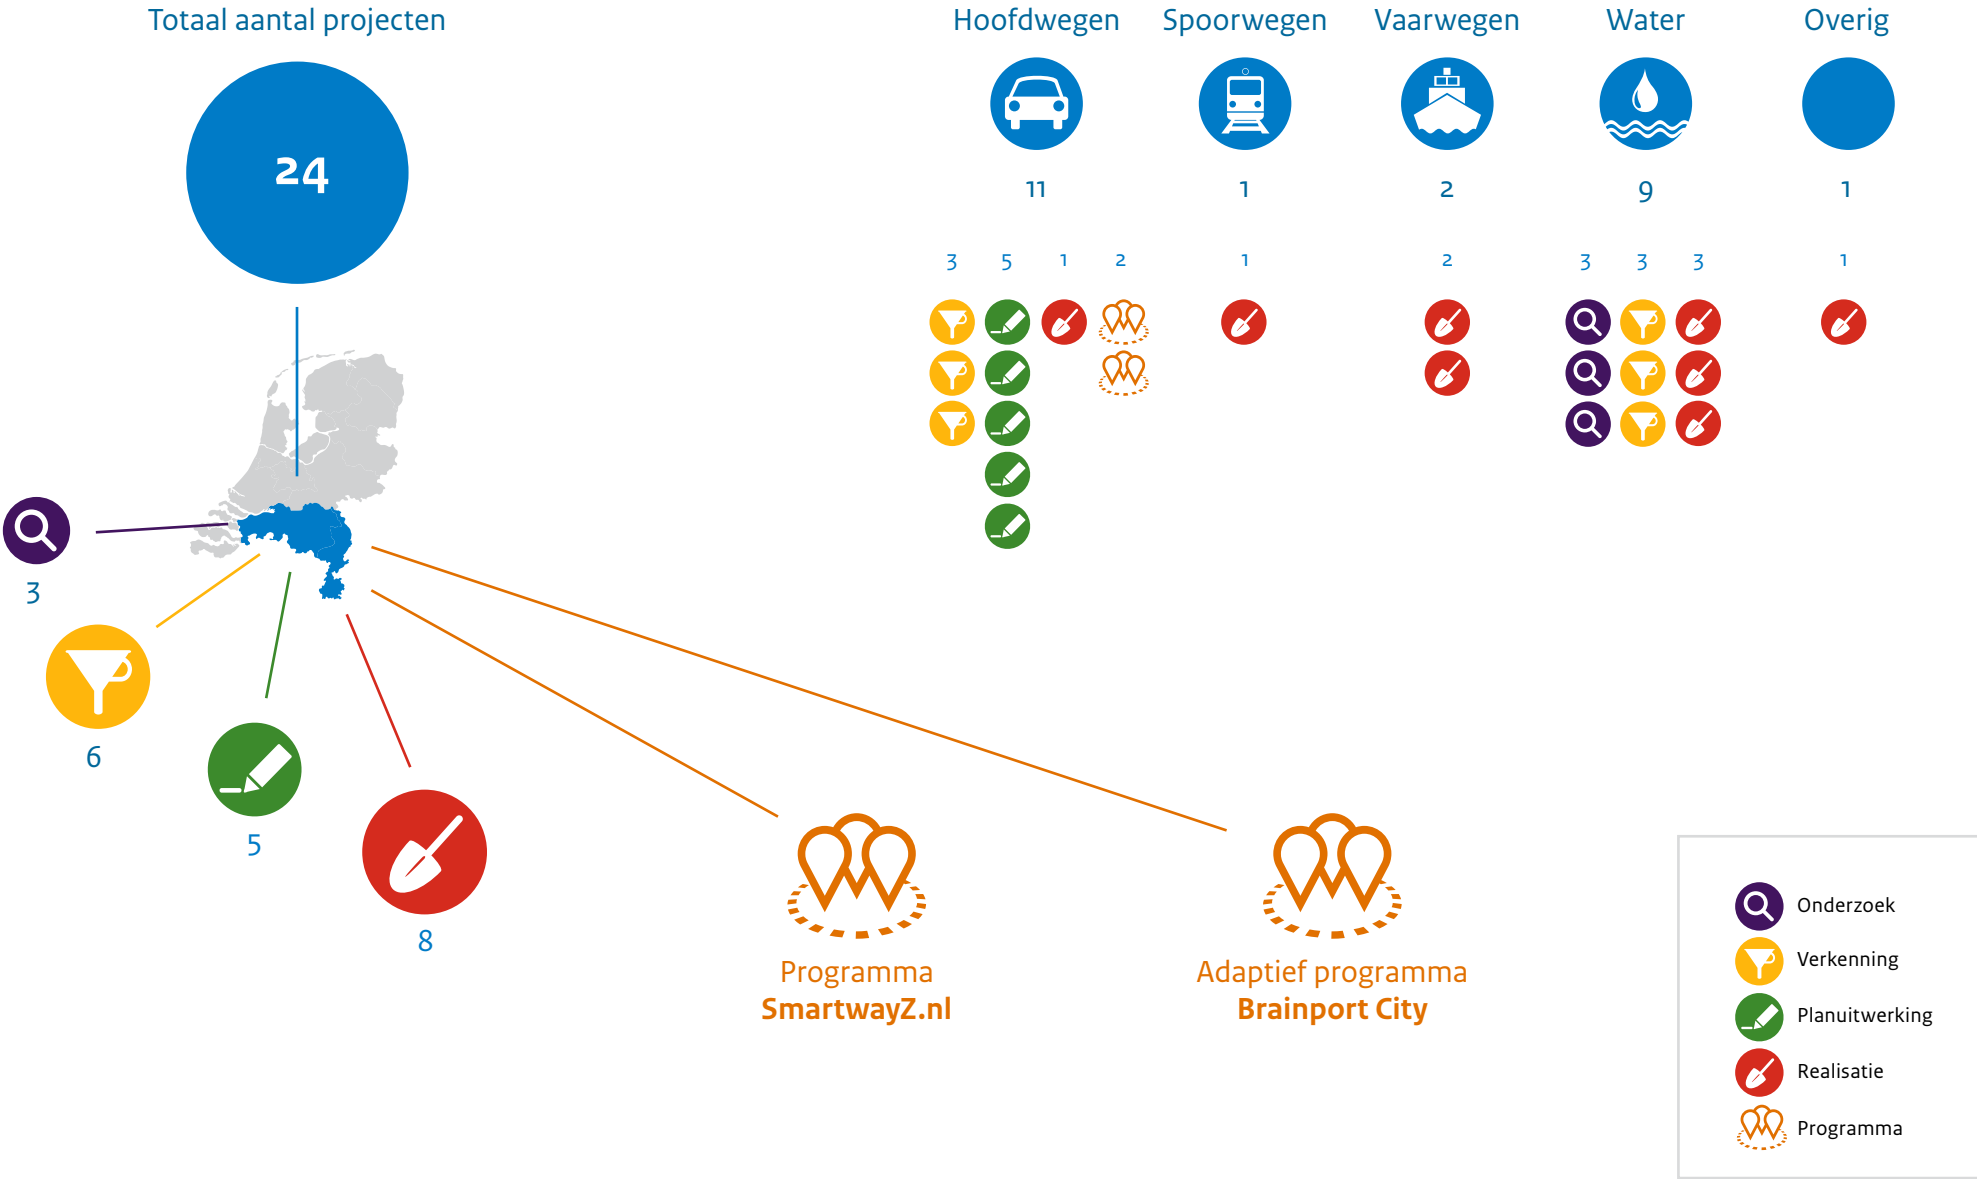 Totaal aantal projecten
24
Hoofdwegen Spoorwegen Vaarwegen Water Overig
11 1 2 9 1
3 5 1 2 1 2 3 3 3 1
3
6
5
8
Programma
SmartwayZ.nl
Adaptief programma
Brainport City
Onderzoek
Verkenning
Planuitwerking
Realisatie
Programma